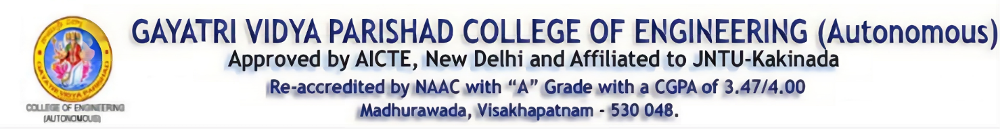 GAYATRI VIDYA PARISHAD COLLEGE OF ENGINEERING (Autonomous)
Approved by AICTE, New Delhi and Affiliated to JNTU-Kakinada
Re-accredited by NAAC with “A” Grade with a CGPA of 3.47/4.00
Madhurawada, Visakhapatnam - 530 048.
GAYATRI VIDYA PARISHAD
COLLEGE OF ENGINEERING
(AUTONOMOUS)